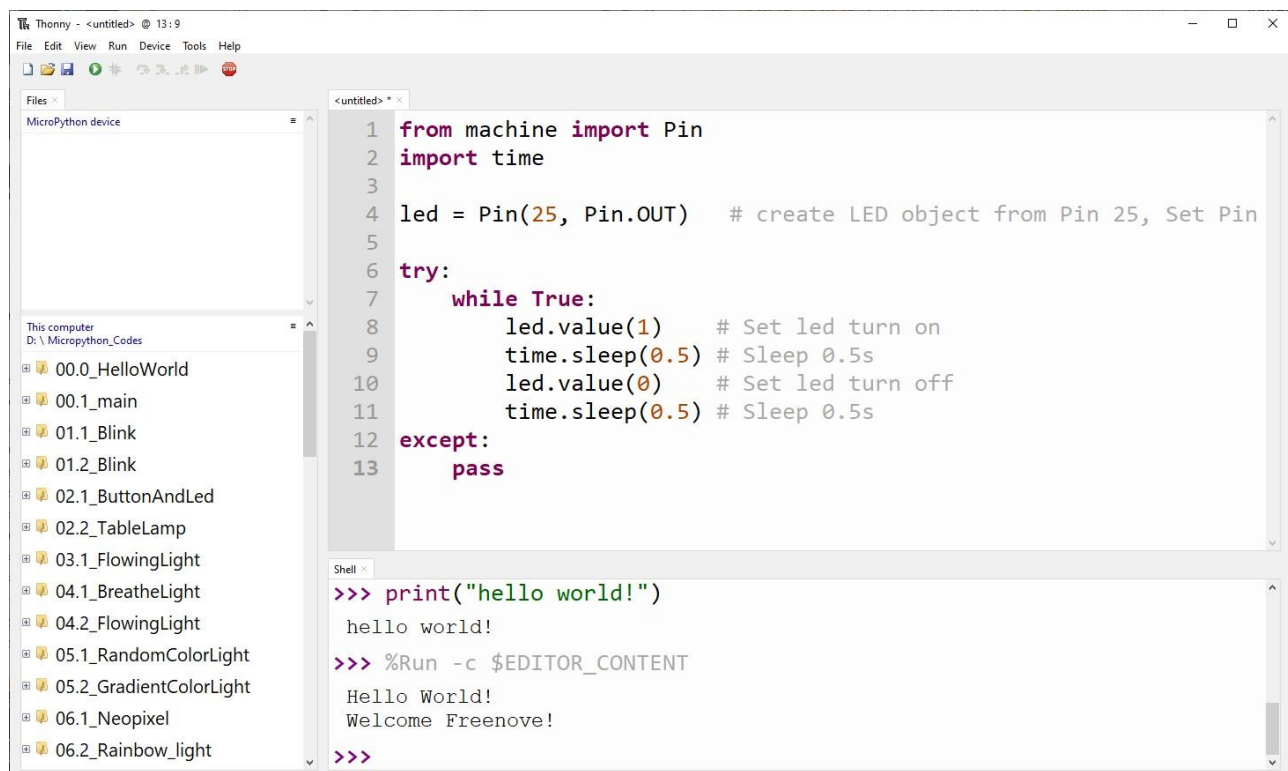 Thonny - <untitled> @ 13:9
File Edit View Run Device Tools Help
STOP
Files
MicroPython device
This computer
D: \ Micropython_Codes
00.0_HelloWorld
00.1_main
01.1_Blink
01.2_Blink
02.1_ButtonAndLed
02.2_TableLamp
03.1_FlowingLight
04.1_BreatheLight
04.2_FlowingLight
05.1_RandomColorLight
05.2_GradientColorLight
06.1_Neopixel
06.2_Rainbow_light
<untitled> *
1 from machine import Pin
2 import time
3
4 led = Pin(25, Pin.OUT)   # create LED object from Pin 25, Set Pin
5
6 try:
7     while True:
8         led.value(1)    # Set led turn on
9         time.sleep(0.5) # Sleep 0.5s
10         led.value(0)    # Set led turn off
11         time.sleep(0.5) # Sleep 0.5s
12 except:
13     pass
Shell
>>> print("hello world!")
hello world!
>>> %Run -c $EDITOR_CONTENT
Hello World!
Welcome Freenove!
>>>